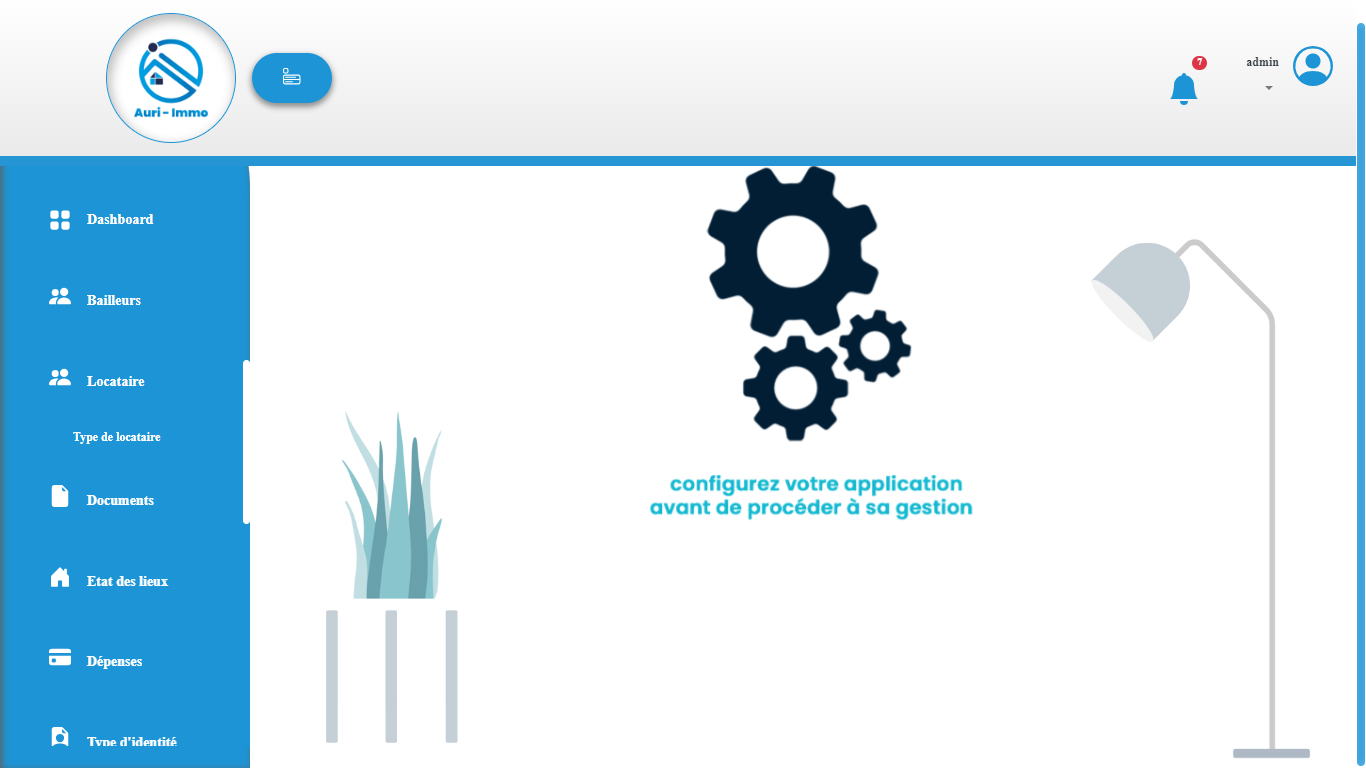 Auri - Immo
7
admin
Dashboard
Bailleurs
Locataire
Type de locataire
Documents
Etat des lieux
Dépenses
Type d'identité
configurez votre application
avant de procéder à sa gestion